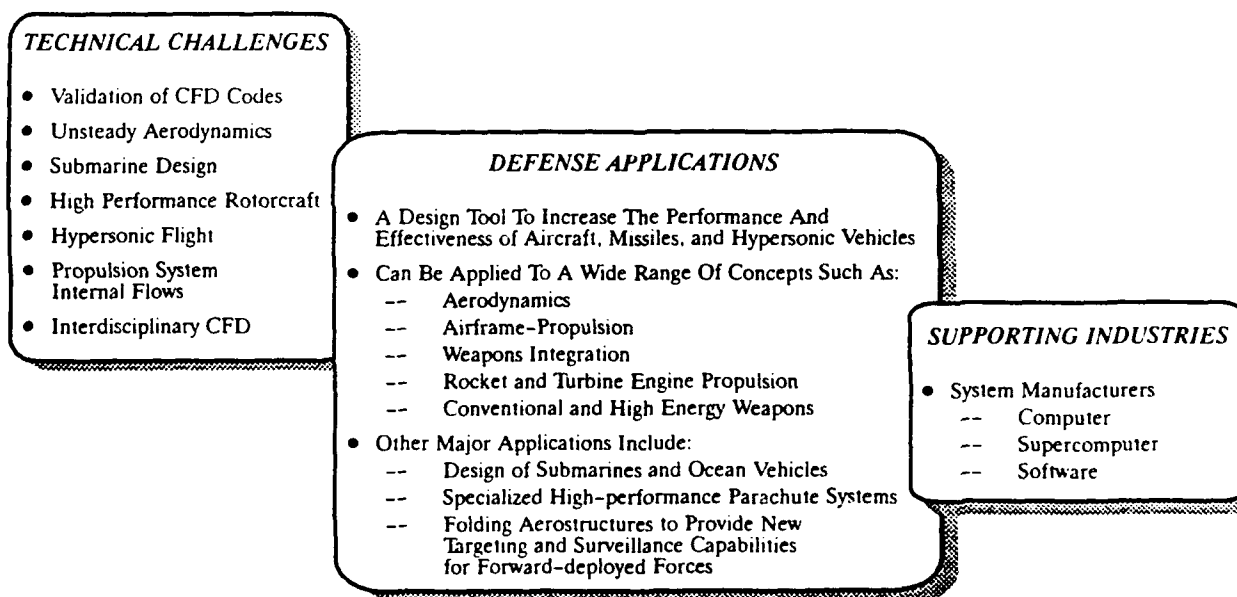 TECHNICAL CHALLENGES
• Validation of CFD Codes
• Unsteady Aerodynamics
• Submarine Design
• High Performance Rotorcraft
• Hypersonic Flight
• Propulsion System
Internal Flows
• Interdisciplinary CFD
DEFENSE APPLICATIONS
• A Design Tool To Increase The Performance And
Effectiveness of Aircraft, Missiles, and Hypersonic Vehicles
• Can Be Applied To A Wide Range Of Concepts Such As:
-- Aerodynamics
-- Airframe-Propulsion
-- Weapons Integration
-- Rocket and Turbine Engine Propulsion
-- Conventional and High Energy Weapons
• Other Major Applications Include:
-- Design of Submarines and Ocean Vehicles
-- Specialized High-performance Parachute Systems
-- Folding Aerostructures to Provide New
Targeting and Surveillance Capabilities
for Forward-deployed Forces
SUPPORTING INDUSTRIES
• System Manufacturers
-- Computer
-- Supercomputer
-- Software